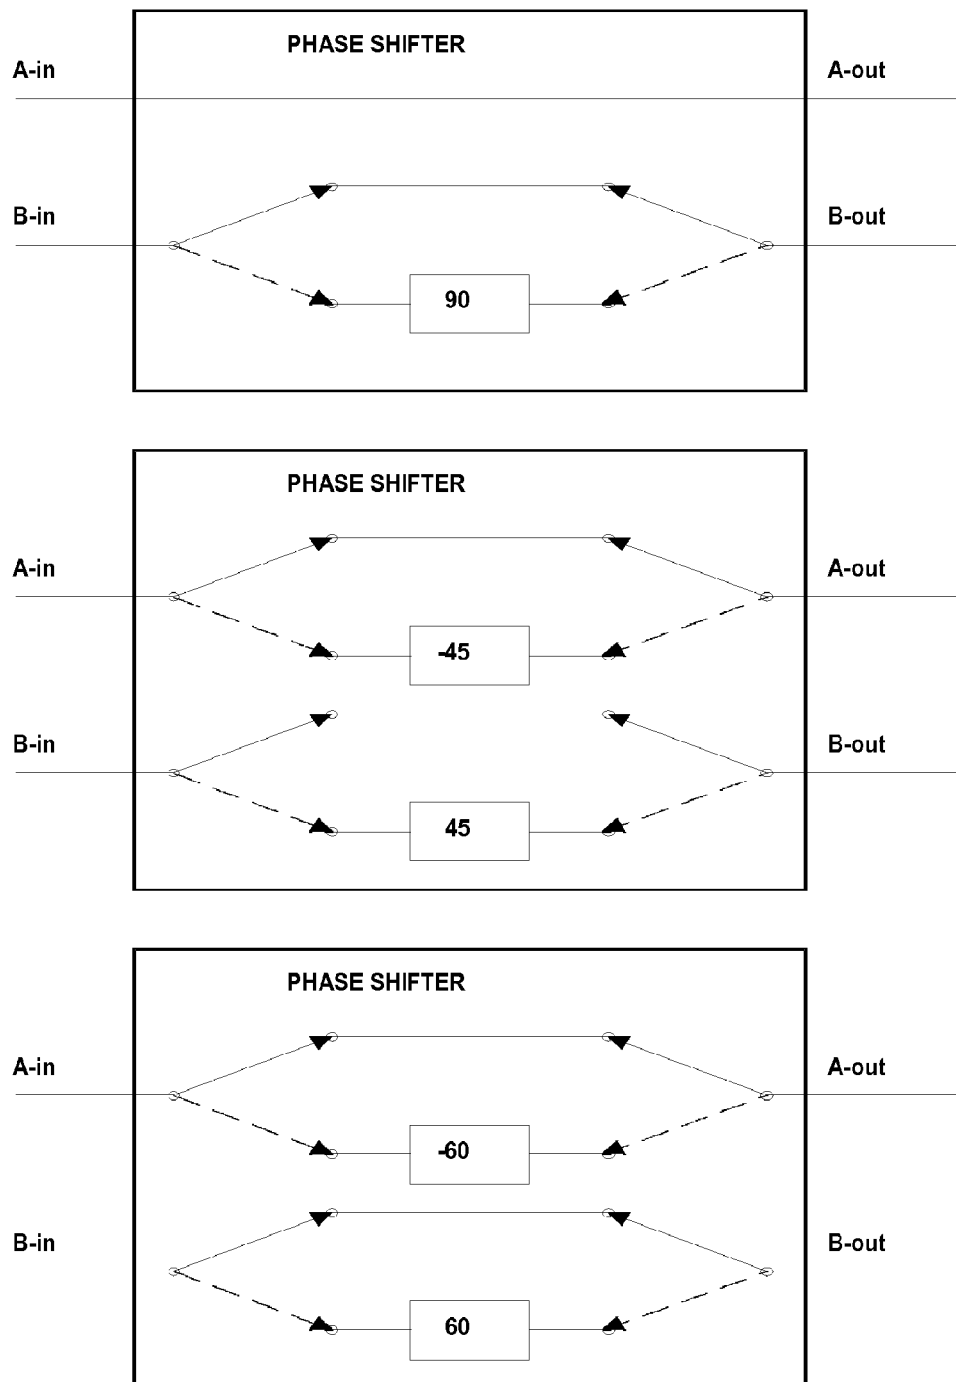 PHASE SHIFTER
A-in
A-out
B-in
B-out
90
PHASE SHIFTER
A-in
A-out
-45
B-in
B-out
45
PHASE SHIFTER
A-in
A-out
-60
B-in
B-out
60